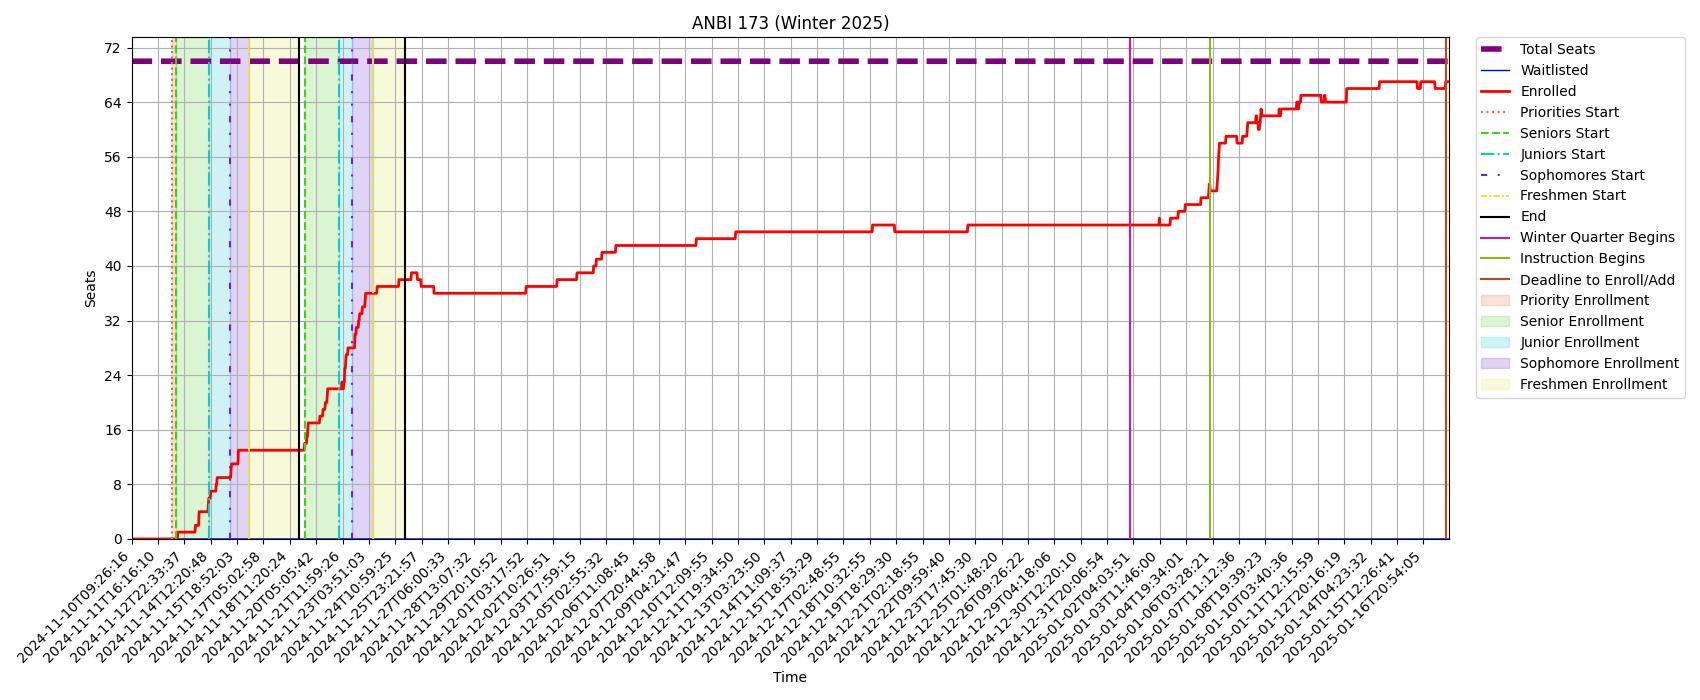 ANBI 173 (Winter 2025)
72
64
56
48
40
32
24
16
8
0
Seats
2024-11-10T09:26:16
2024-11-11T16:16:10
2024-11-12T22:33:37
2024-11-14T12:20:48
2024-11-15T18:52:03
2024-11-17T05:02:58
2024-11-18T11:20:24
2024-11-20T05:05:42
2024-11-21T11:59:26
2024-11-23T03:51:03
2024-11-24T10:59:25
2024-11-25T23:21:57
2024-11-27T06:00:33
2024-11-28T13:07:32
2024-11-29T20:10:52
2024-12-01T03:17:52
2024-12-02T10:26:51
2024-12-03T17:59:15
2024-12-05T02:55:32
2024-12-06T11:08:45
2024-12-07T20:44:58
2024-12-09T04:21:47
2024-12-10T12:09:55
2024-12-11T19:34:50
2024-12-13T03:23:50
2024-12-14T11:09:37
2024-12-15T18:53:29
2024-12-17T02:48:55
2024-12-18T10:32:55
2024-12-19T18:29:30
2024-12-21T02:18:55
2024-12-22T09:59:40
2024-12-23T17:45:30
2024-12-25T01:48:20
2024-12-26T09:26:22
2024-12-29T04:18:06
2024-12-30T12:20:10
2024-12-31T20:06:54
2025-01-02T04:03:51
2025-01-03T11:46:00
2025-01-04T19:34:01
2025-01-06T03:28:21
2025-01-07T11:12:36
2025-01-08T19:39:23
2025-01-10T03:40:36
2025-01-11T12:15:59
2025-01-12T20:16:19
2025-01-14T04:23:32
2025-01-15T12:26:41
2025-01-16T20:54:05
Time
Total Seats
Waitlisted
Enrolled
Priorities Start
Seniors Start
Juniors Start
Sophomores Start
Freshmen Start
End
Winter Quarter Begins
Instruction Begins
Deadline to Enroll/Add
Priority Enrollment
Senior Enrollment
Junior Enrollment
Sophomore Enrollment
Freshmen Enrollment